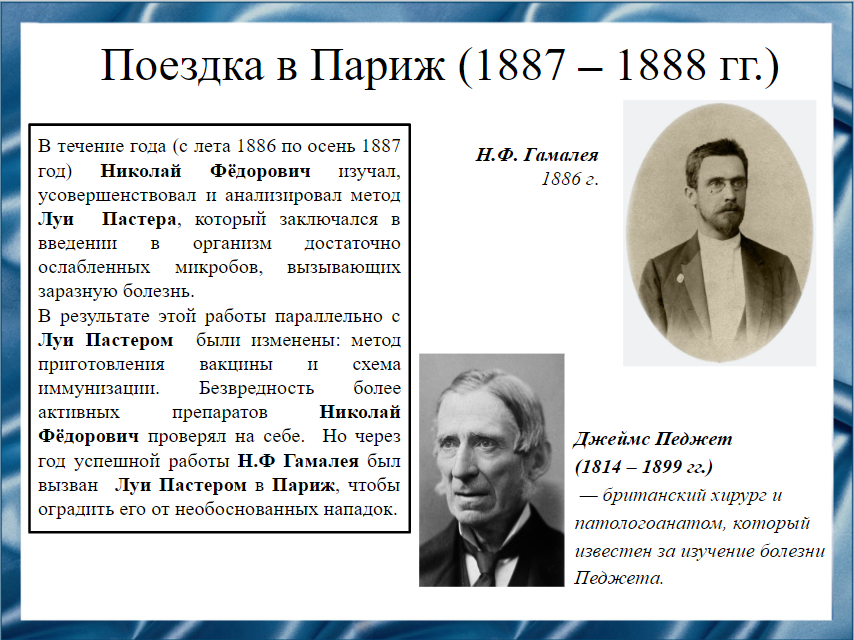 Поездка в Париж (1887 – 1888 гг.)
В течение года (с лета 1886 по осень 1887
год) Николай Фёдорович изучал,
усовершенствовал и анализировал метод
Луи Пастера, который заключался в
введении в организм достаточно
ослабленных микробов, вызывающих
заразную болезнь.
В результате этой работы параллельно с
Луи Пастером были изменены: метод
приготовления вакцины и схема
иммунизации. Безвредность более
активных препаратов Николай
Фёдорович проверял на себе. Но через
год успешной работы Н.Ф Гамалея был
вызван Луи Пастером в Париж, чтобы
оградить его от необоснованных нападок.
Н.Ф. Гамалея
1886 г.
Джеймс Педжет
(1814 – 1899 гг.)
— британский хирург и
патологоанатом, который
известен за изучение болезни
Педжета.